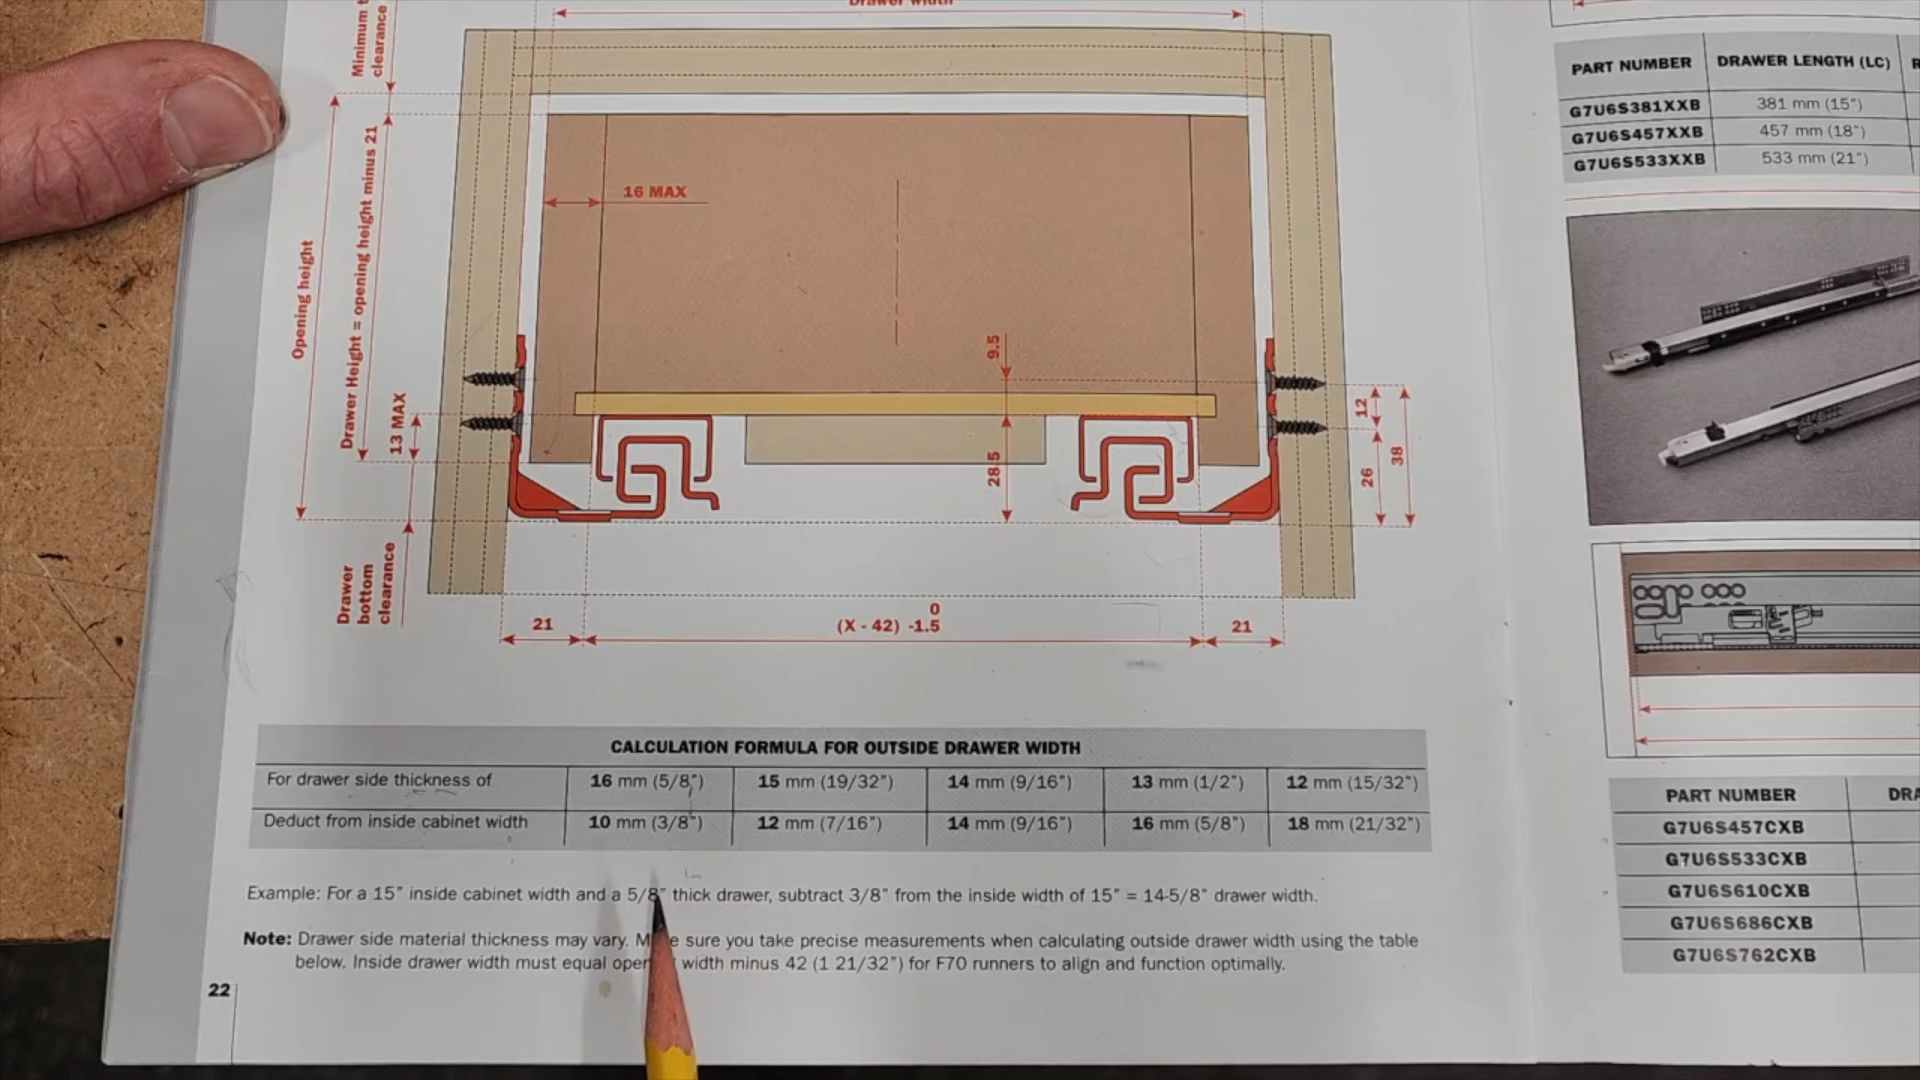 Drawer width
Minimum t
clearance
16 MAX
Opening height
Drawer Height = opening height minus 21
13 MAX
9.5
28.5
12
26
38
Drawer
bottom
clearance
21
0
(X - 42) -1.5
21
CALCULATION FORMULA FOR OUTSIDE DRAWER WIDTH
For drawer side thickness of 16 mm (5/8") 15 mm (19/32") 14 mm (9/16") 13 mm (1/2") 12 mm (15/32")
Deduct from inside cabinet width 10 mm (3/8") 12 mm (7/16") 14 mm (9/16") 16 mm (5/8") 18 mm (21/32")
Example: For a 15" inside cabinet width and a 5/8" thick drawer, subtract 3/8" from the inside width of 15" = 14-5/8" drawer width.
Note: Drawer side material thickness may vary. M e sure you take precise measurements when calculating outside drawer width using the table
below. Inside drawer width must equal oper width minus 42 (1 21/32") for F70 runners to align and function optimally.
22
PART NUMBER DRAWER LENGTH (LC) R
G7U6S381XXB 381 mm (15")
G7U6S457XXB 457 mm (18")
G7U6S533XXB 533 mm (21")
PART NUMBER DRA
G7U6S457CXB
G7U6S533CXB
G7U6S610CXB
G7U6S686CXB
G7U6S762CXB